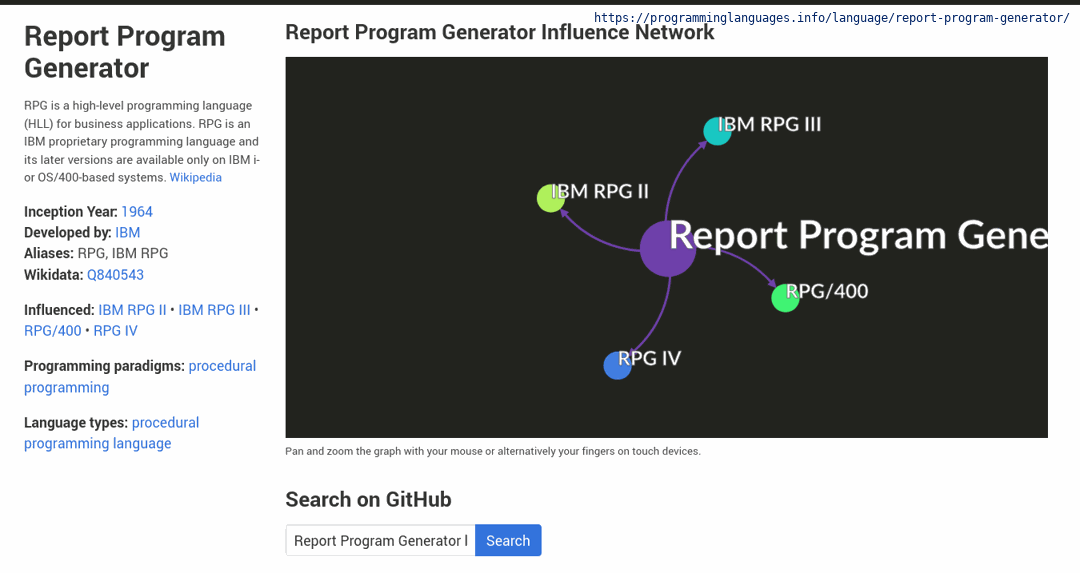 https://programminglanguages.info/language/report-program-generator/
Report Program
Generator
RPG is a high-level programming language
(HLL) for business applications. RPG is an
IBM proprietary programming language and
its later versions are available only on IBM i-
or OS/400-based systems. Wikipedia
Inception Year: 1964
Developed by: IBM
Aliases: RPG, IBM RPG
Wikidata: Q840543
Influenced: IBM RPG II • IBM RPG III •
RPG/400 • RPG IV
Programming paradigms: procedural
programming
Language types: procedural
programming language
Report Program Generator Influence Network
IBM RPG III
IBM RPG II
Report Program Gene
RPG/400
RPG IV
Pan and zoom the graph with your mouse or alternatively your fingers on touch devices.
Search on GitHub
Report Program Generator l
Search